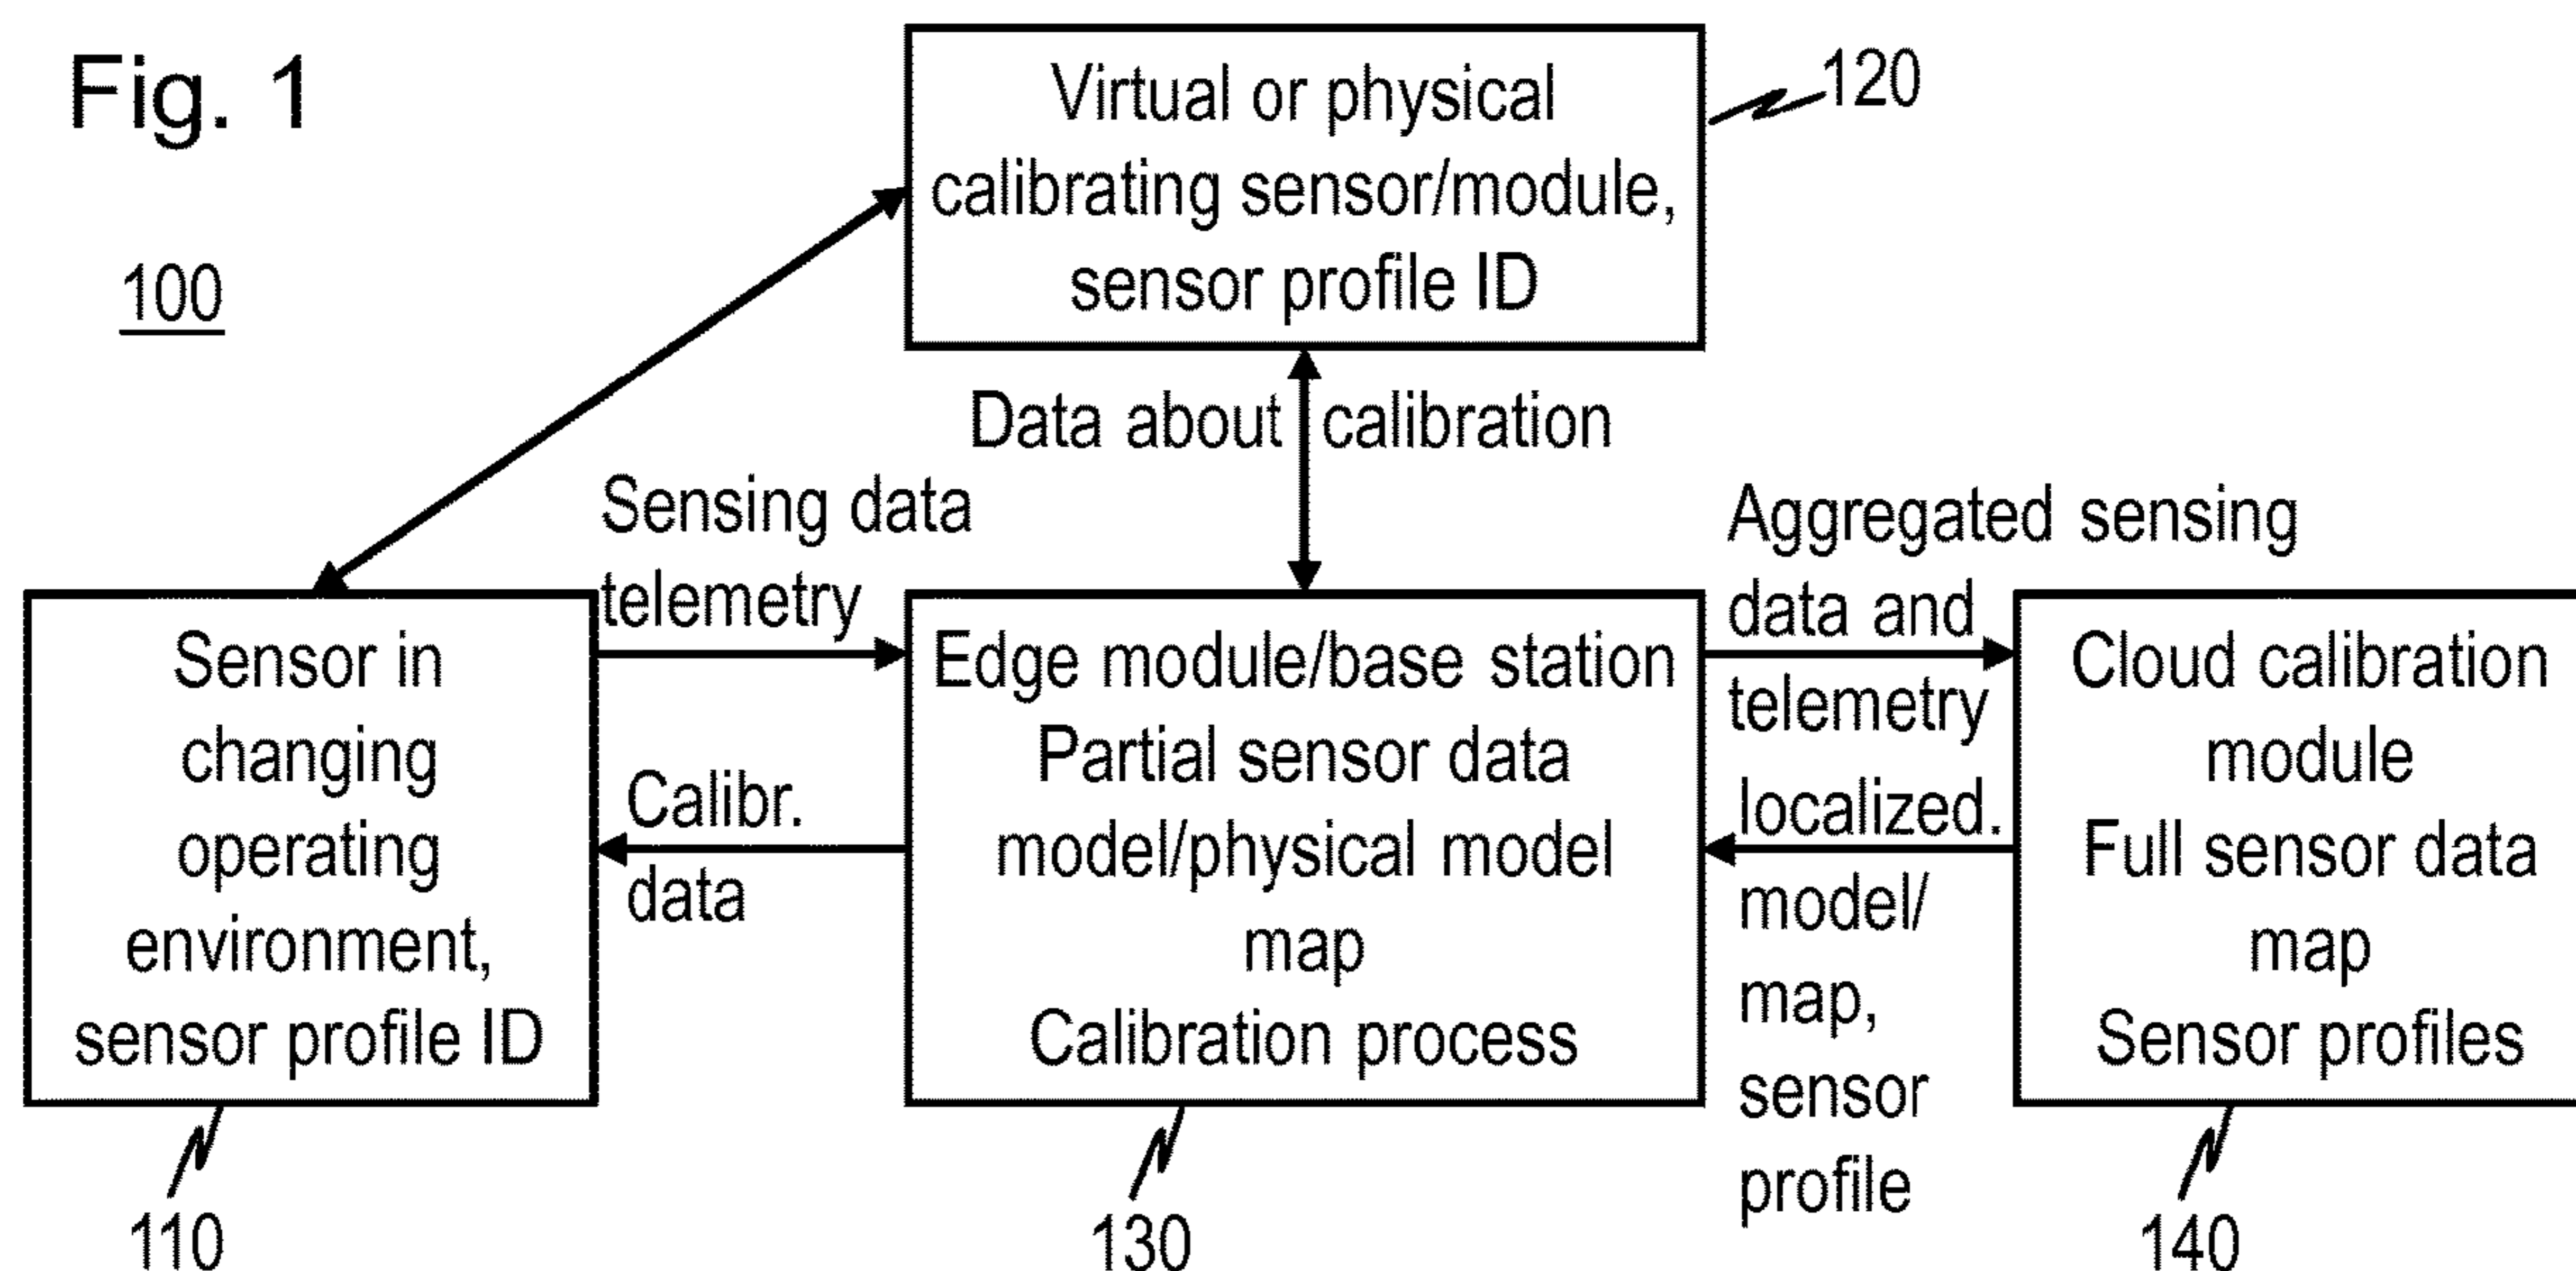 Fig. 1
100
Virtual or physical
calibrating sensor/module,
sensor profile ID
120
Data about calibration
Sensing data
telemetry
Calibr.
data
Aggregated sensing
data and
telemetry
localized.
model/
map,
sensor
profile
Sensor in
changing
operating
environment,
sensor profile ID
110
Edge module/base station
Partial sensor data
model/physical model
map
Calibration process
130
Cloud calibration
module
Full sensor data
map
Sensor profiles
140